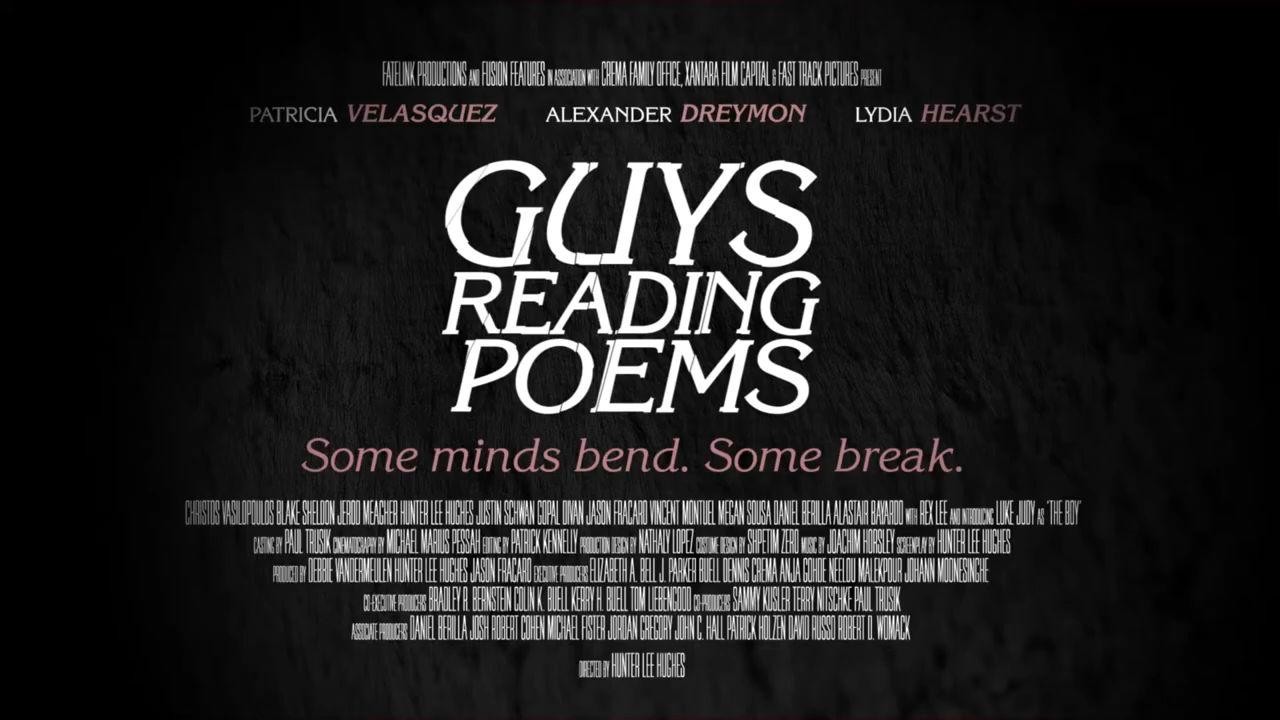 FATELINK PRODUCTIONS AND FUSION FEATURES IN ASSOCIATION WITH CREMA FAMILY OFFICE, XANTARA FILM CAPITAL & FAST TRACK PICTURES PRESENT
PATRICIA VELASQUEZ ALEXANDER DREYMON LYDIA HEARST
GUYS
READING
POEMS
Some minds bend. Some break.
CHRISTOS VASILOPOULOS BLAKE SHELDON JEROD MEAGHER HUNTER LEE HUGHES JUSTIN SCHWAN GOPAL DIVAN JASON FRACARO VINCENT MONTUEL MEGAN SOUSA DANIEL BERILLA ALASTAIR BAYARDO WITH REX LEE AND INTRODUCING LUKE JUDY AS 'THE BOY'
CASTING BY PAUL TRUSIK CINEMATOGRAPHY BY MICHAEL MARIUS PESSAH EDITING BY PATRICK KENNELLY PRODUCTION DESIGN BY NATHALY LOPEZ COSTUME DESIGN BY SHPETIM ZERO MUSIC BY JOACHIM HORSLEY SCREENPLAY BY HUNTER LEE HUGHES
PRODUCED BY DEBBIE VANDERMEULEN HUNTER LEE HUGHES JASON FRACARO EXECUTIVE PRODUCERS ELIZABETH A. BELL J. PARKER BUELL DENNIS CREMA ANJA GOHDE NEELOU MALEKPOUR JOHANN MOONESINGHE
CO-EXECUTIVE PRODUCERS BRADLEY R. BERNSTEIN COLIN K. BUELL KERRY H. BUELL TOM LIEBENGOOD CO-PRODUCERS SAMMY KUSLER TERRY NITSCHKE PAUL TRUSIK
ASSOCIATE PRODUCERS DANIEL BERILLA JOSH ROBERT COHEN MICHAEL FISTER JORDAN GREGORY JOHN C. HALL PATRICK HOLZEN DAVID RUSSO ROBERT D. WOMACK
DIRECTED BY HUNTER LEE HUGHES